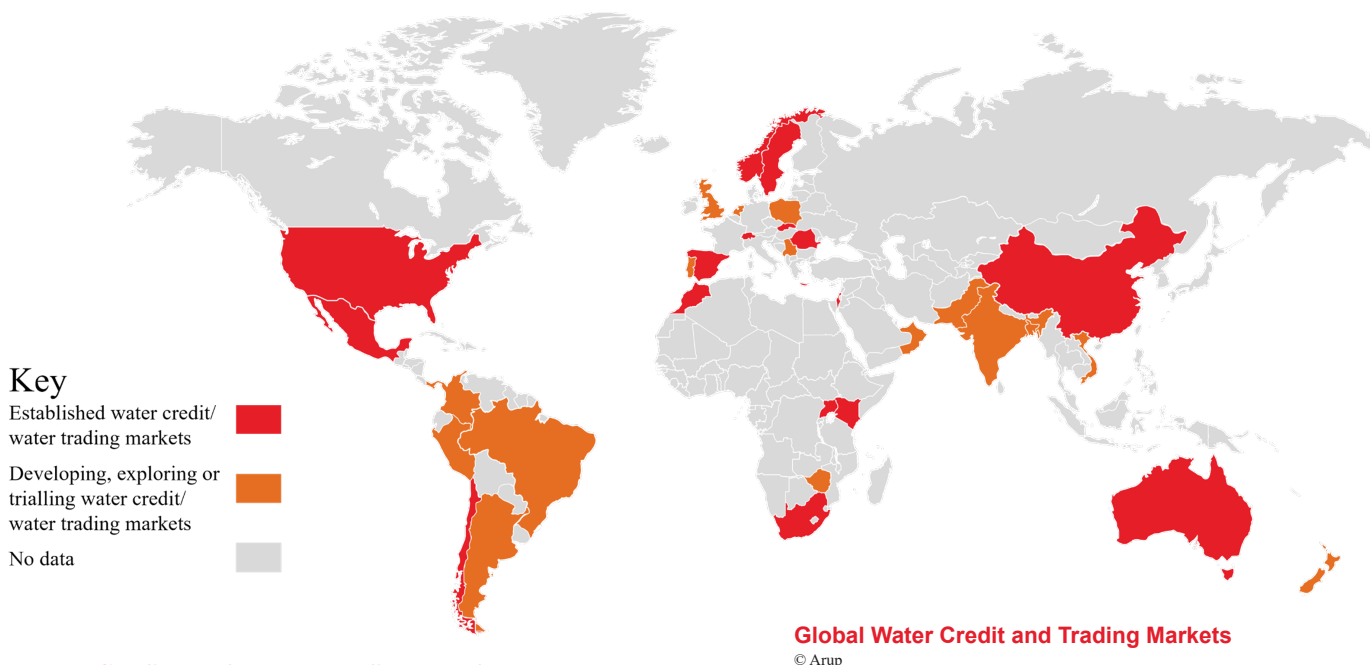 Key
Established water credit/
water trading markets
Developing, exploring or
trialling water credit/
water trading markets
No data
Global Water Credit and Trading Markets
© Arup